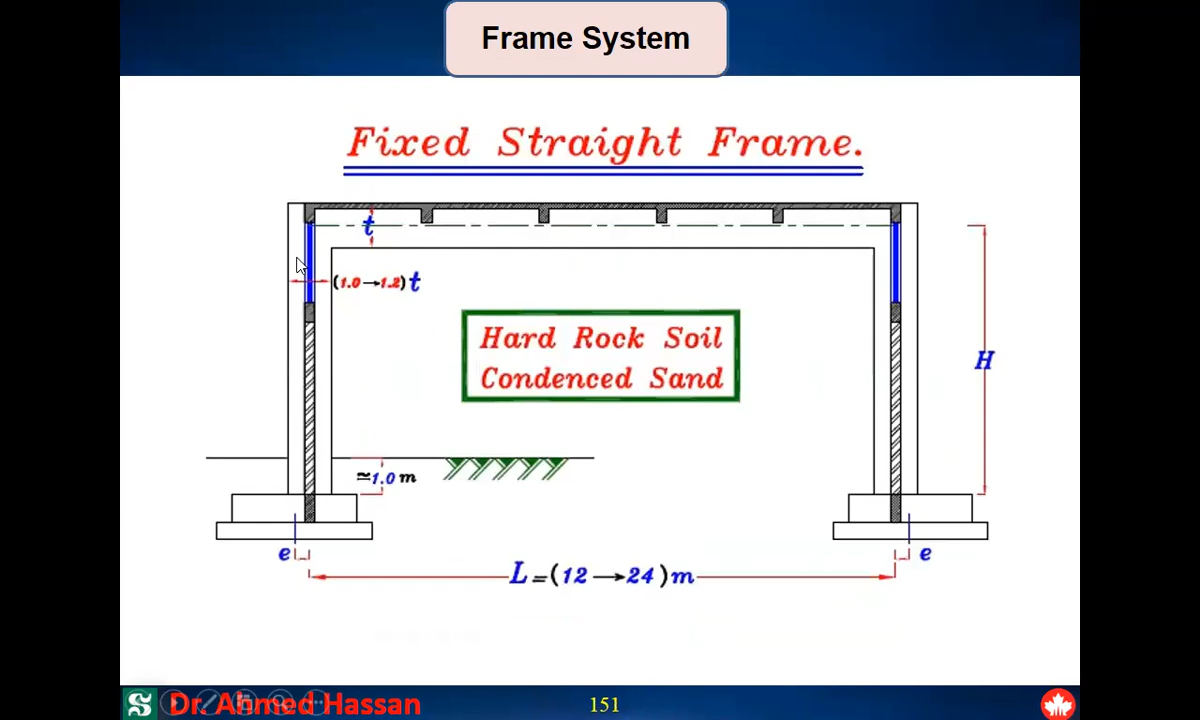 Frame System
Fixed Straight Frame.
t
(1.0→1.2)t
Hard Rock Soil
Condenced Sand
H
≃1.0 m
e
e
L=(12→24)m
Dr. Ahmed Hassan
151